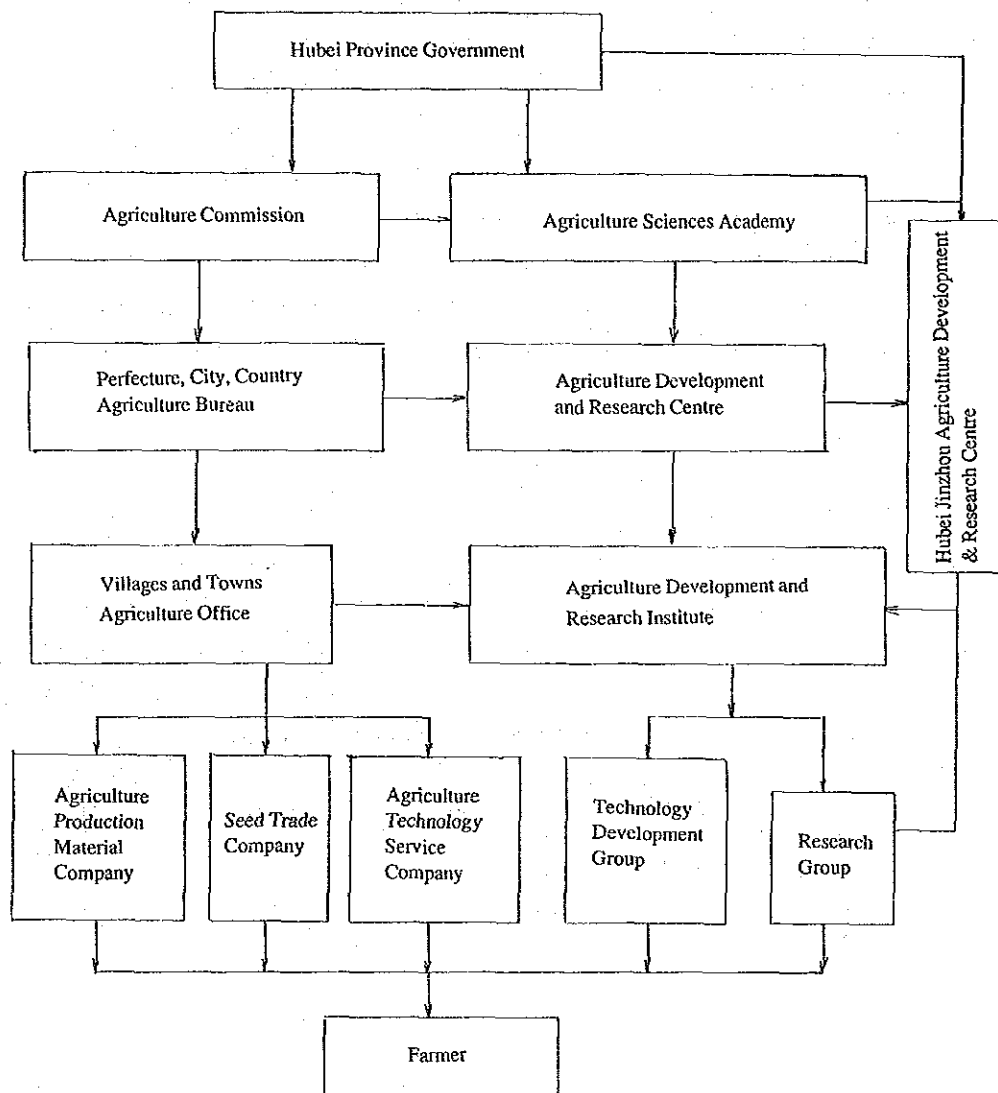 Hubei Province Government
Agriculture Commission
Agriculture Sciences Academy
Hubei Jinzhou Agriculture Development
& Research Centre
Perfecture, City, Country
Agriculture Bureau
Agriculture Development
and Research Centre
Villages and Towns
Agriculture Office
Agriculture Development and
Research Institute
Agriculture
Production
Material
Company
Seed Trade
Company
Agriculture
Technology
Service
Company
Technology
Development
Group
Research
Group
Farmer